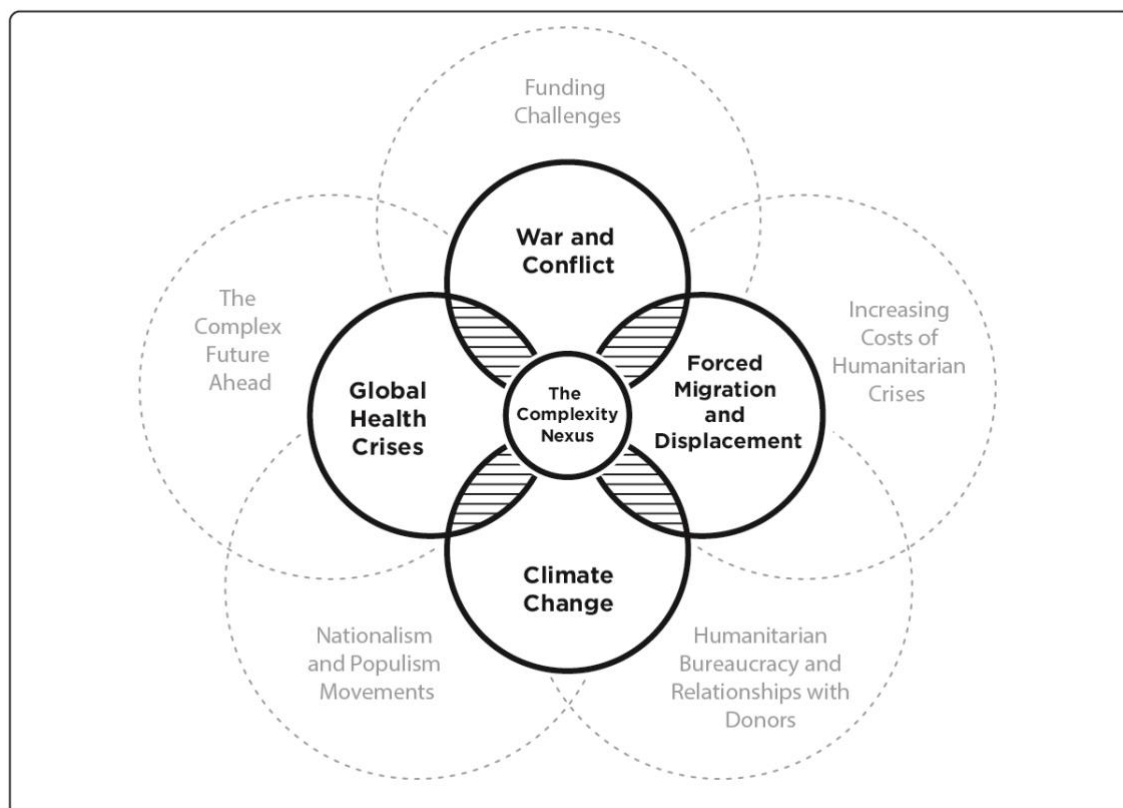 Funding
Challenges
War and
Conflict
The
Complex
Future
Ahead
Increasing
Costs of
Humanitarian
Crises
Global
Health
Crises
The
Complexity
Nexus
Forced
Migration
and
Displacement
Climate
Change
Nationalism
and Populism
Movements
Humanitarian
Bureaucracy and
Relationships with
Donors